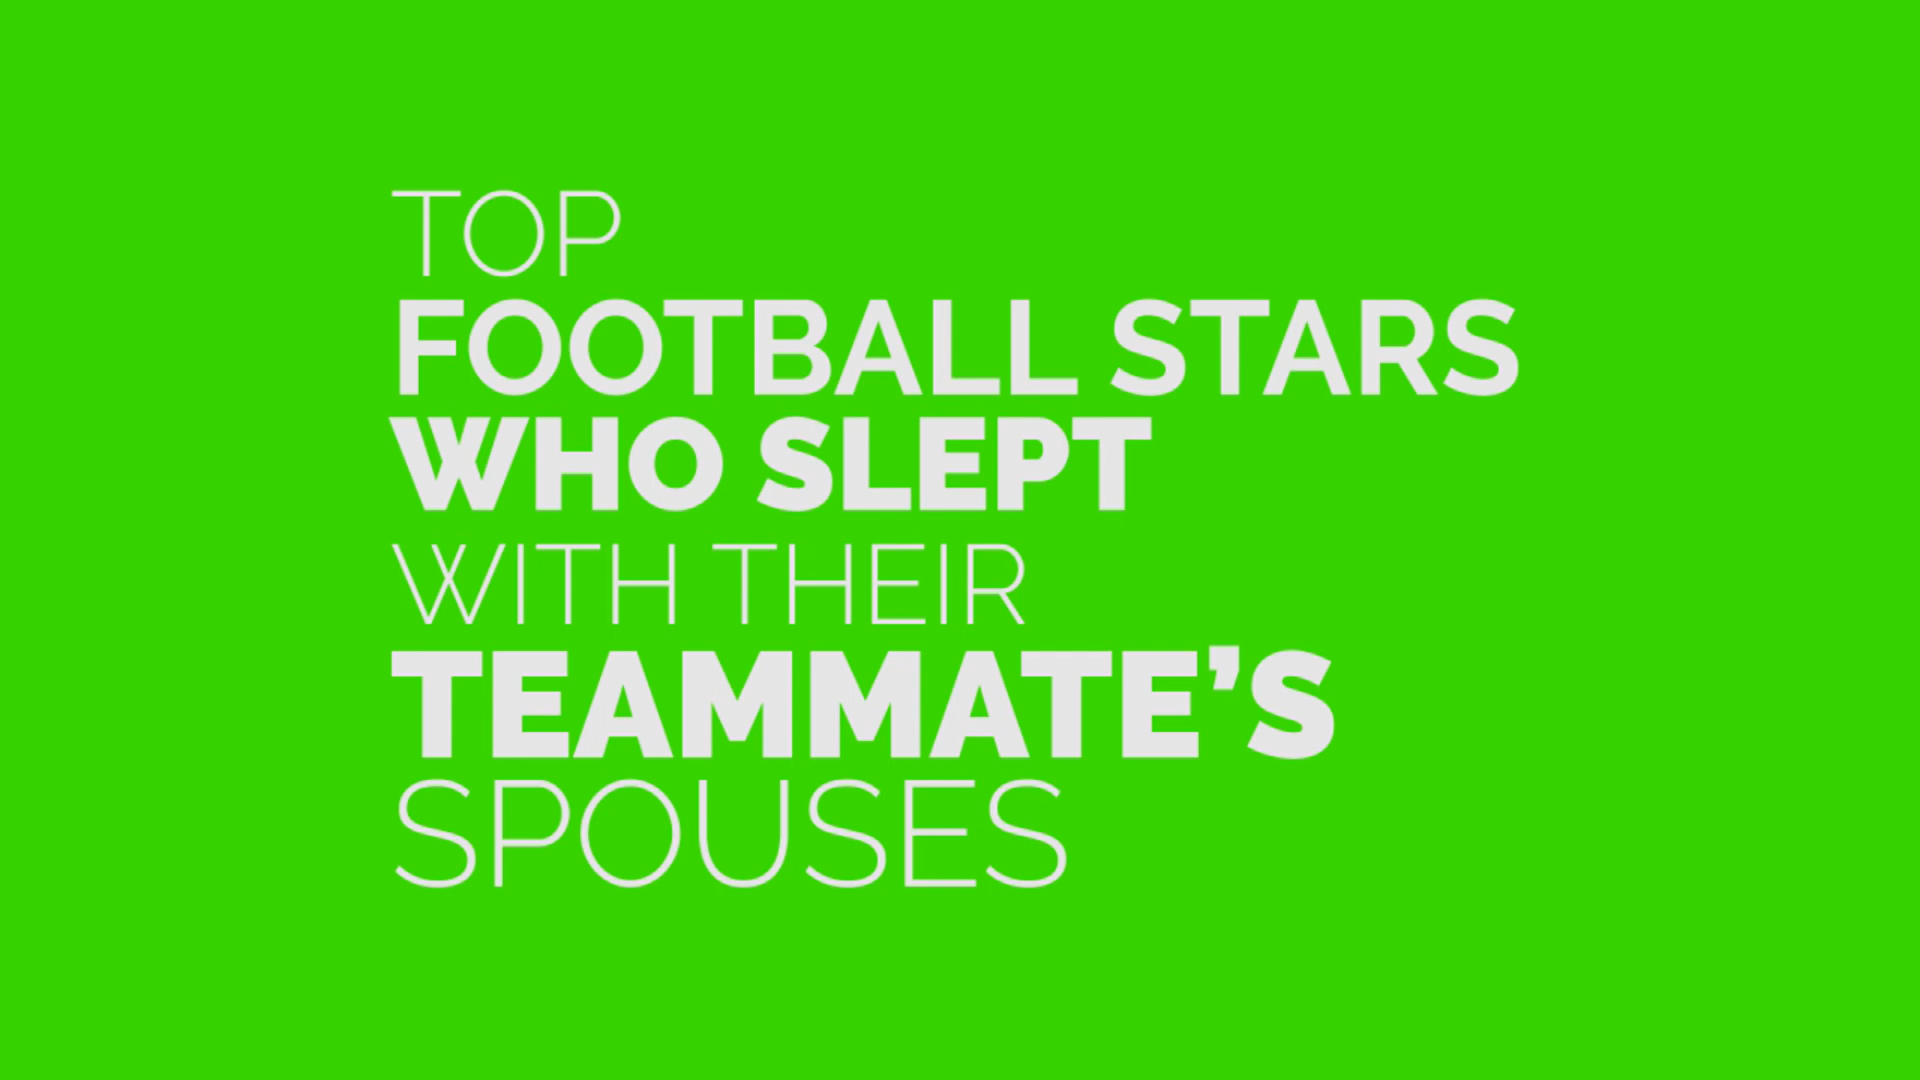 TOP
FOOTBALL STARS
WHO SLEPT
WITH THEIR
TEAMMATE’S
SPOUSES